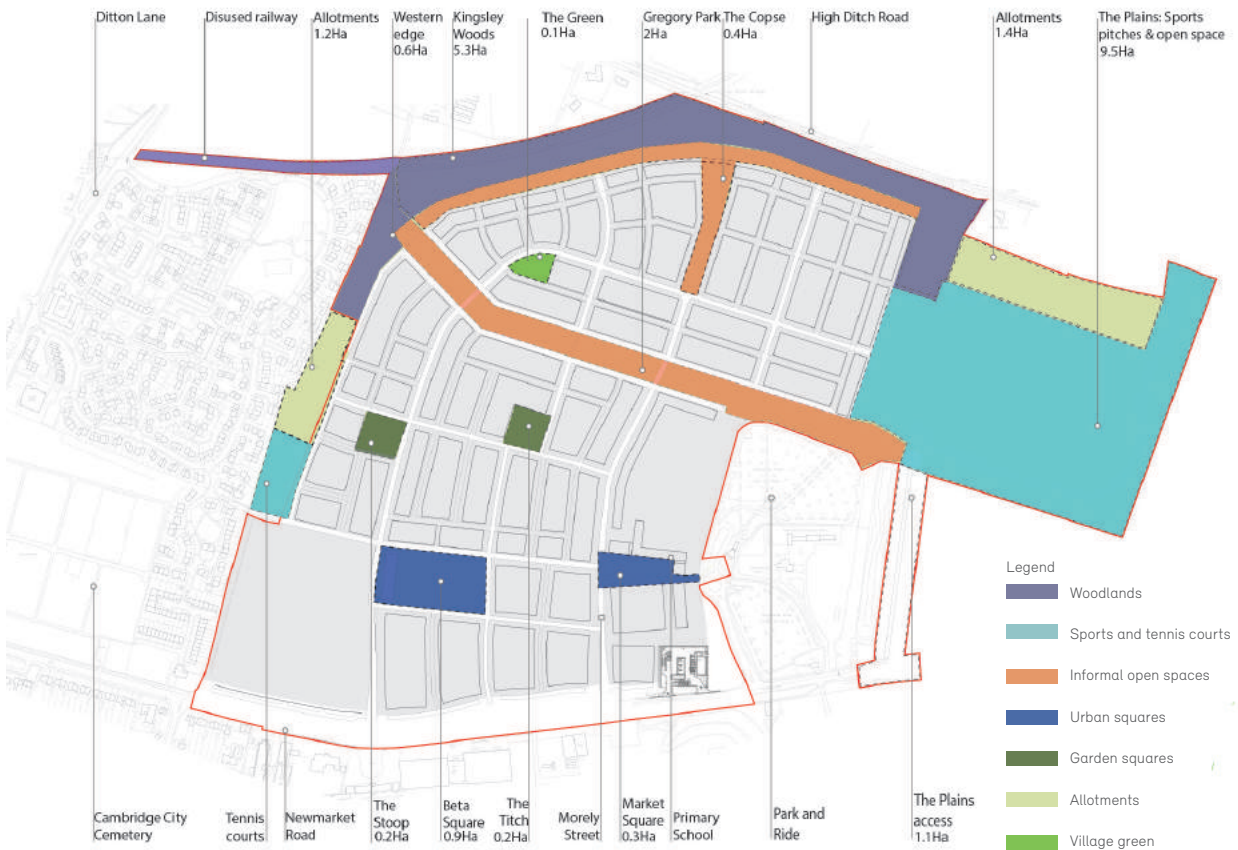 Ditton Lane
Disused railway
Allotments
1.2Ha
Western
edge
0.6Ha
Kingsley
Woods
5.3Ha
The Green
0.1Ha
Gregory Park
2Ha
The Copse
0.4Ha
High Ditch Road
Allotments
1.4Ha
The Plains: Sports
pitches & open space
9.5Ha
Legend
Woodlands
Sports and tennis courts
Informal open spaces
Urban squares
Garden squares
Allotments
Village green
Cambridge City
Cemetery
Tennis
courts
Newmarket
Road
The
Stoop
0.2Ha
Beta
Square
0.9Ha
The
Titch
0.2Ha
Morely
Street
Market
Square
0.3Ha
Primary
School
Park and
Ride
The Plains
access
1.1Ha